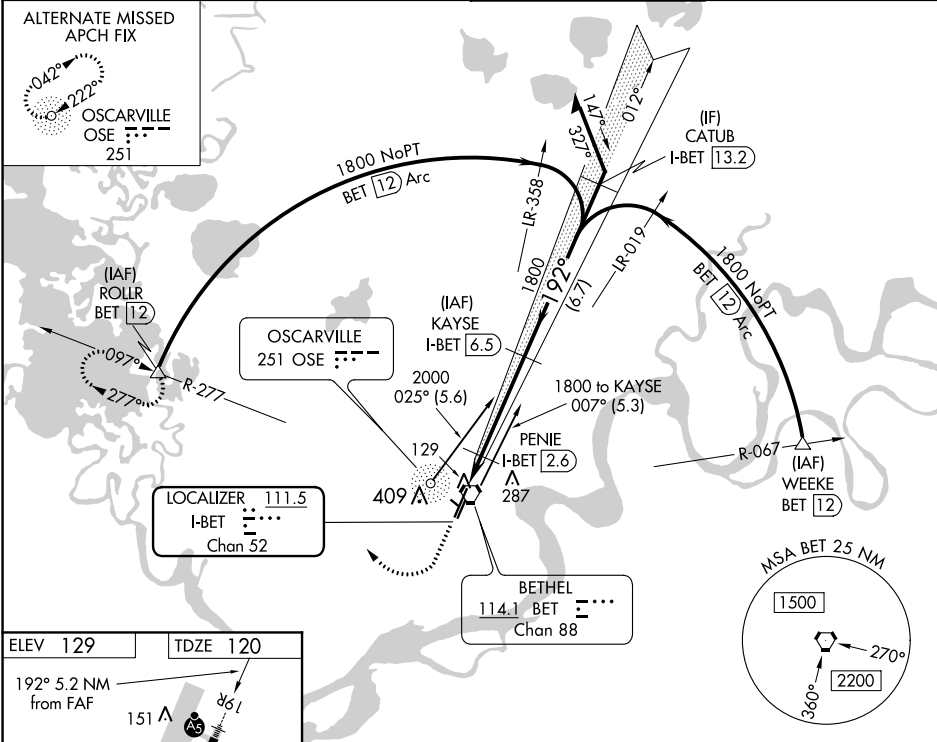 ALTERNATE MISSED
APCH FIX
042°
222°
OSCARVILLE
OSE
251
1800 NoPT
BET 12 Arc
LR-358
147°
327°
012°
(IF)
CATUB
I-BET 13.2
LR-019
1800
192°
(6.7)
1800 NoPT
BET 12 Arc
(IAF)
ROLLR
BET 12
097°
277°
R-277
(IAF)
KAYSE
I-BET 6.5
OSCARVILLE
251 OSE
2000
025° (5.6)
1800 to KAYSE
007° (5.3)
PENIE
I-BET 2.6
129
409
287
R-067
(IAF)
WEEKE
BET 12
LOCALIZER 111.5
I-BET
Chan 52
BETHEL
114.1 BET
Chan 88
MSA BET 25 NM
1500
270°
2200
360°
ELEV 129
TDZE 120
192° 5.2 NM
from FAF
19R
151
A5